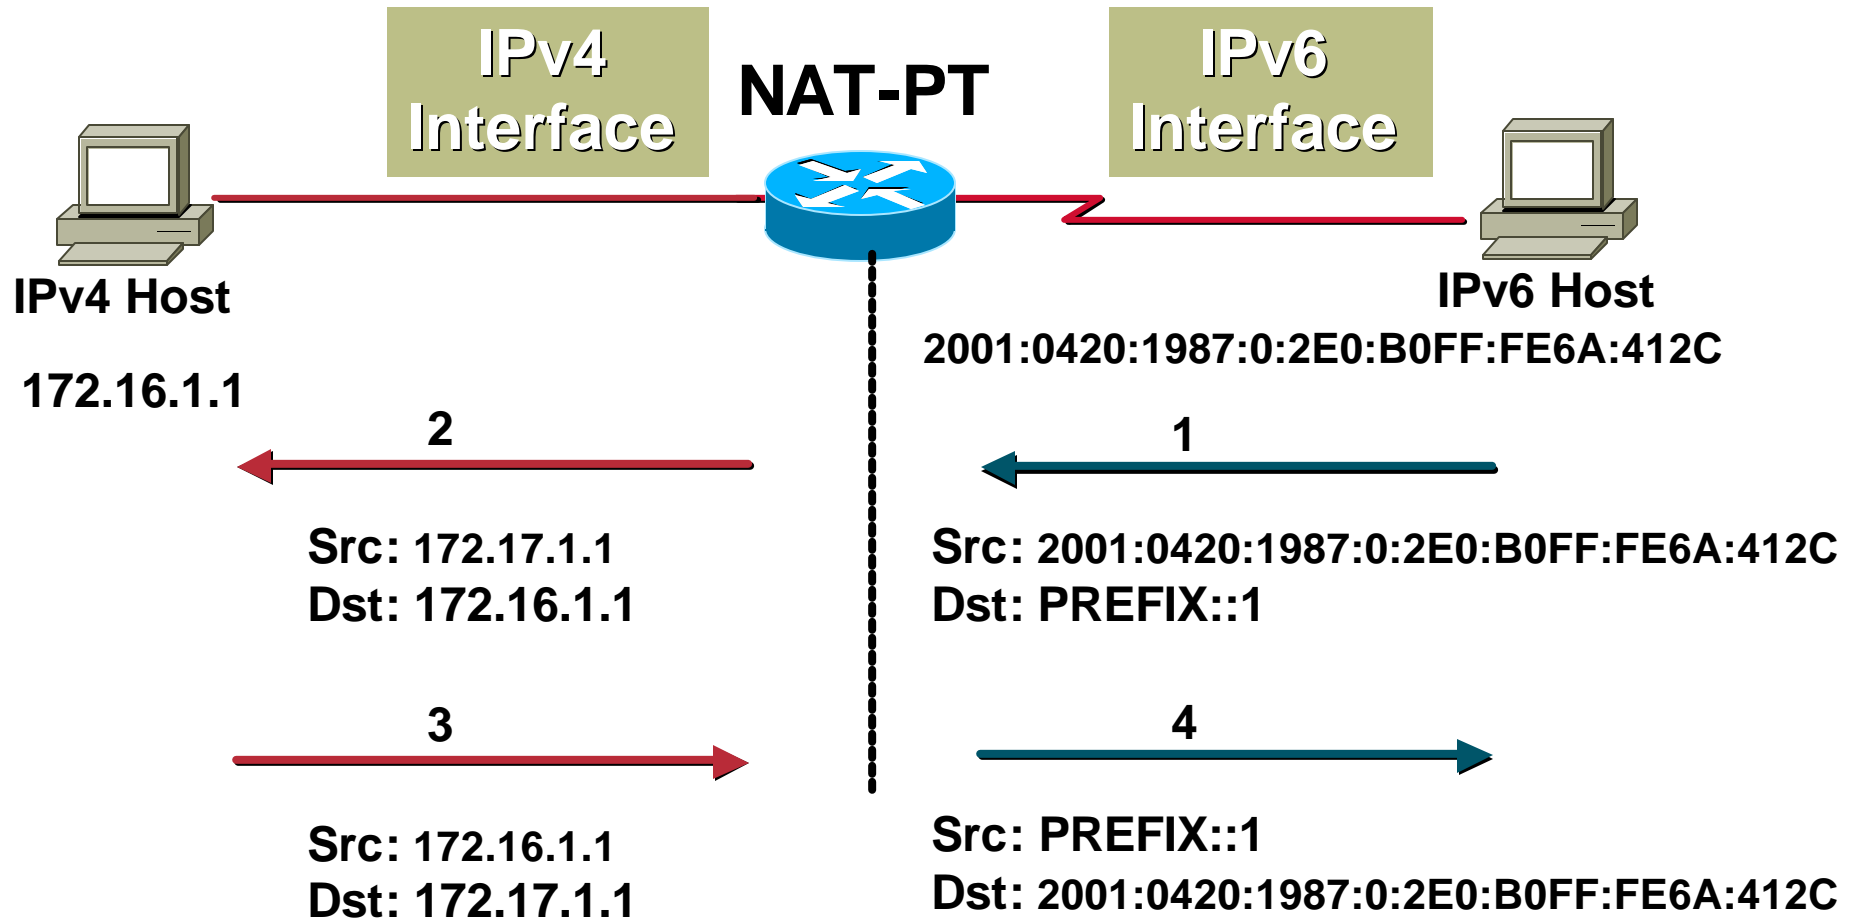 IPv4
Interface
NAT-PT
IPv6
Interface
IPv4 Host
172.16.1.1
IPv6 Host
2001:0420:1987:0:2E0:B0FF:FE6A:412C
2
Src: 172.17.1.1
Dst: 172.16.1.1
1
Src: 2001:0420:1987:0:2E0:B0FF:FE6A:412C
Dst: PREFIX::1
3
Src: 172.16.1.1
Dst: 172.17.1.1
4
Src: PREFIX::1
Dst: 2001:0420:1987:0:2E0:B0FF:FE6A:412C